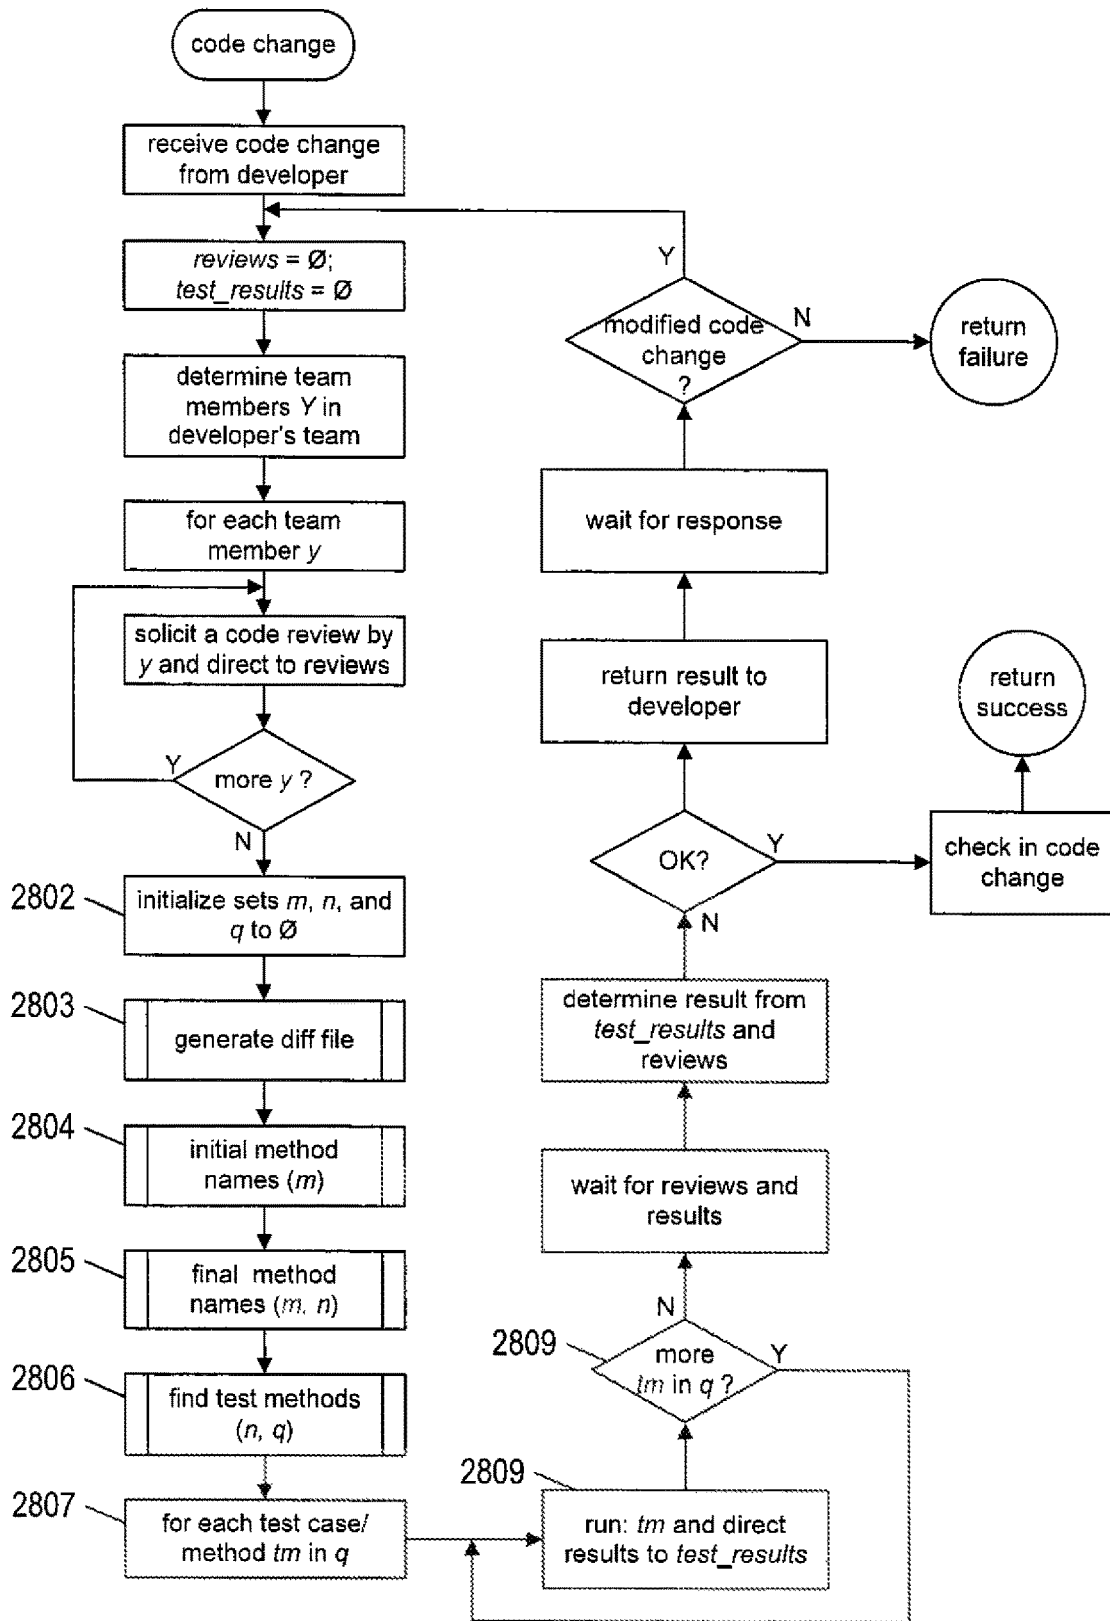 code change
receive code change
from developer
reviews = Ø;
test_results = Ø
determine team
members Y in
developer's team
for each team
member y
solicit a code review by
y and direct to reviews
Y
more y ?
N
2802
initialize sets m, n, and
q to Ø
2803
generate diff file
2804
initial method
names (m)
2805
final method
names (m, n)
2806
find test methods
(n, q)
2807
for each test case/
method tm in q
2809
run: tm and direct
results to test_results
2809
more
tm in q ?
Y
N
wait for reviews and
results
determine result from
test_results and
reviews
N
OK?
Y
check in code
change
return
success
return result to
developer
wait for response
modified code
change
?
Y
N
return
failure